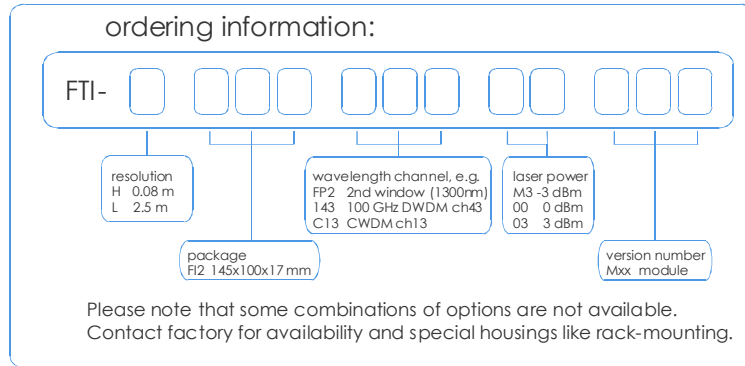 ordering information:
FTI-
resolution
H 0.08 m
L 2.5 m
wavelength channel, e.g.
FP2 2nd window (1300nm)
143 100 GHz DWDM ch43
C13 CWDM ch13
laser power
M3 -3 dBm
00 0 dBm
03 3 dBm
package
FI2 145x100x17 mm
version number
Mxx module
Please note that some combinations of options are not available.
Contact factory for availability and special housings like rack-mounting.